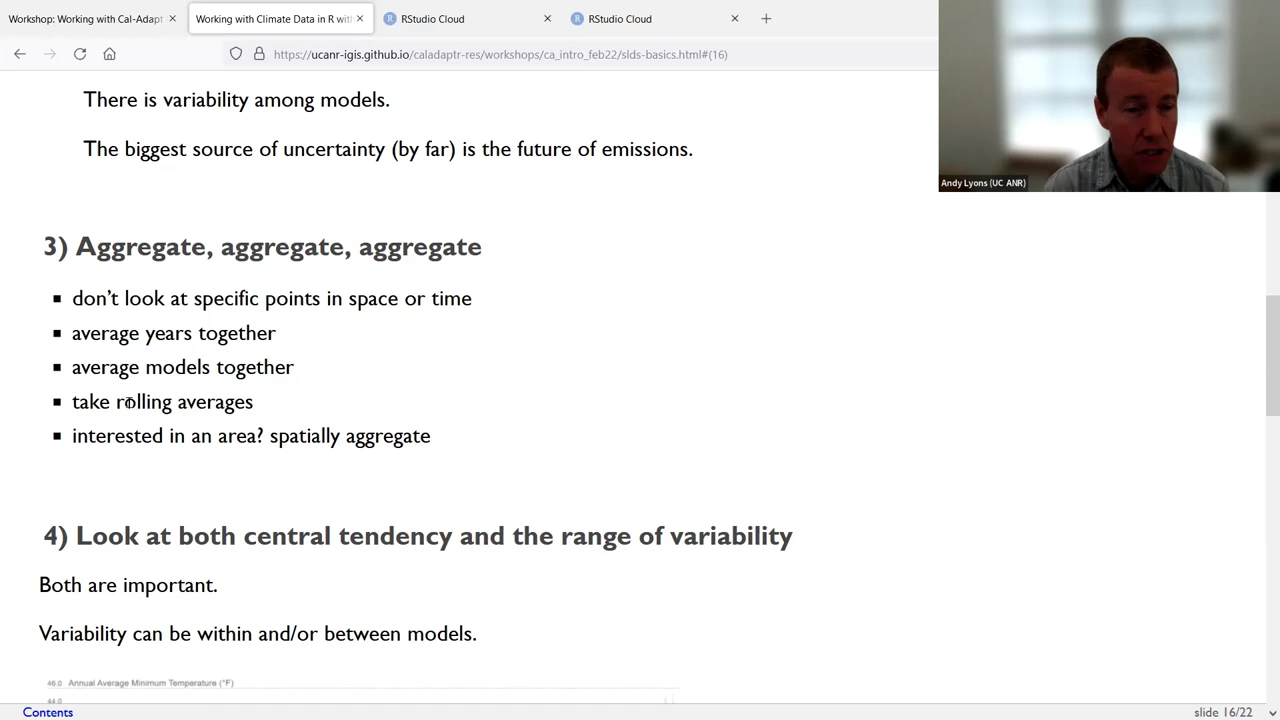 Workshop: Working with Cal-Adapt
Working with Climate Data in R with
RStudio Cloud
RStudio Cloud
https://ucanr-igis.github.io/caladaptr-res/workshops/ca_intro_feb22/slds-basics.html#(16)
There is variability among models.
The biggest source of uncertainty (by far) is the future of emissions.
Andy Lyons (UC ANR)
3) Aggregate, aggregate, aggregate
don't look at specific points in space or time
average years together
average models together
take rolling averages
interested in an area? spatially aggregate
4) Look at both central tendency and the range of variability
Both are important.
Variability can be within and/or between models.
46.0 Annual Average Minimum Temperature (°F)
44.0
Contents
slide 16/22